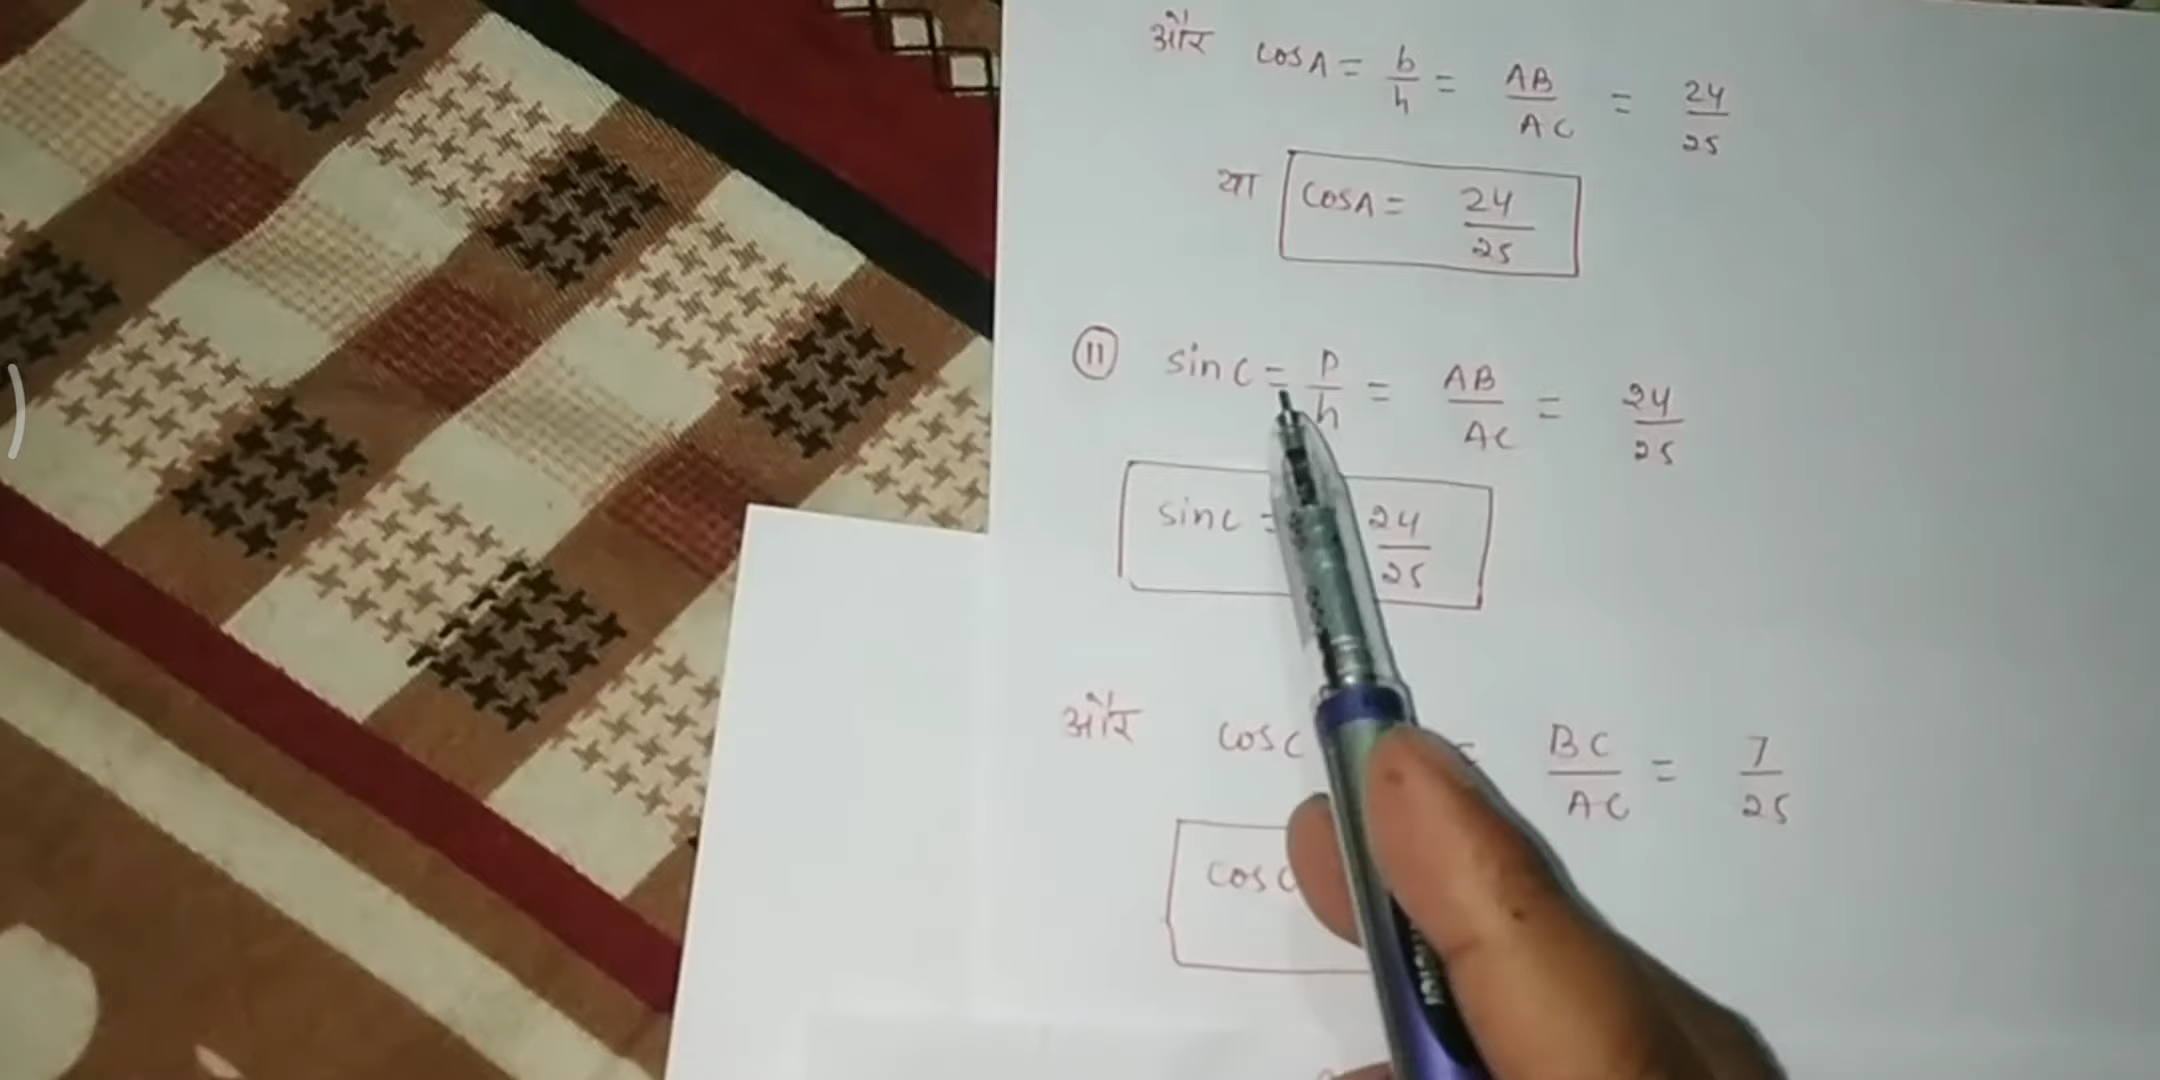 और cosA = b/h = AB/AC = 24/25
या cosA = 24/25
(11) sinc = P/h = AB/AC = 24/25
sinc = 24/25
और cosc = BC/AC = 7/25
cosc